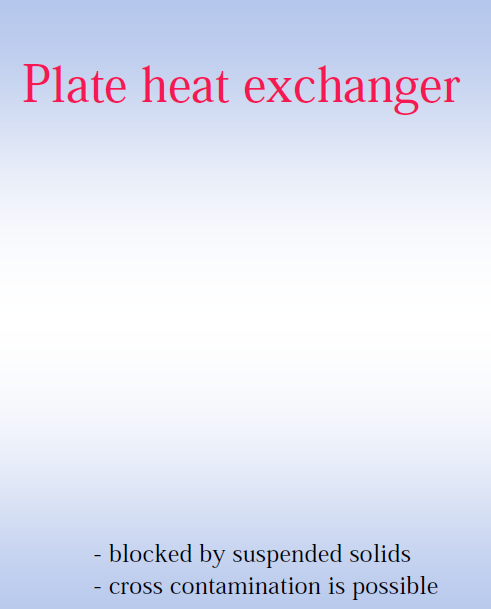 Plate heat exchanger
- blocked by suspended solids
- cross contamination is possible